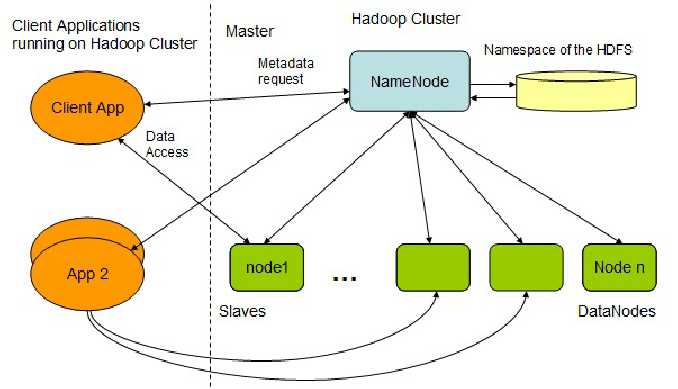 Client Applications
running on Hadoop Cluster
Master
Hadoop Cluster
Namespace of the HDFS
Metadata
request
NameNode
Client App
Data
Access
App 2
node1
...
Node n
Slaves
DataNodes